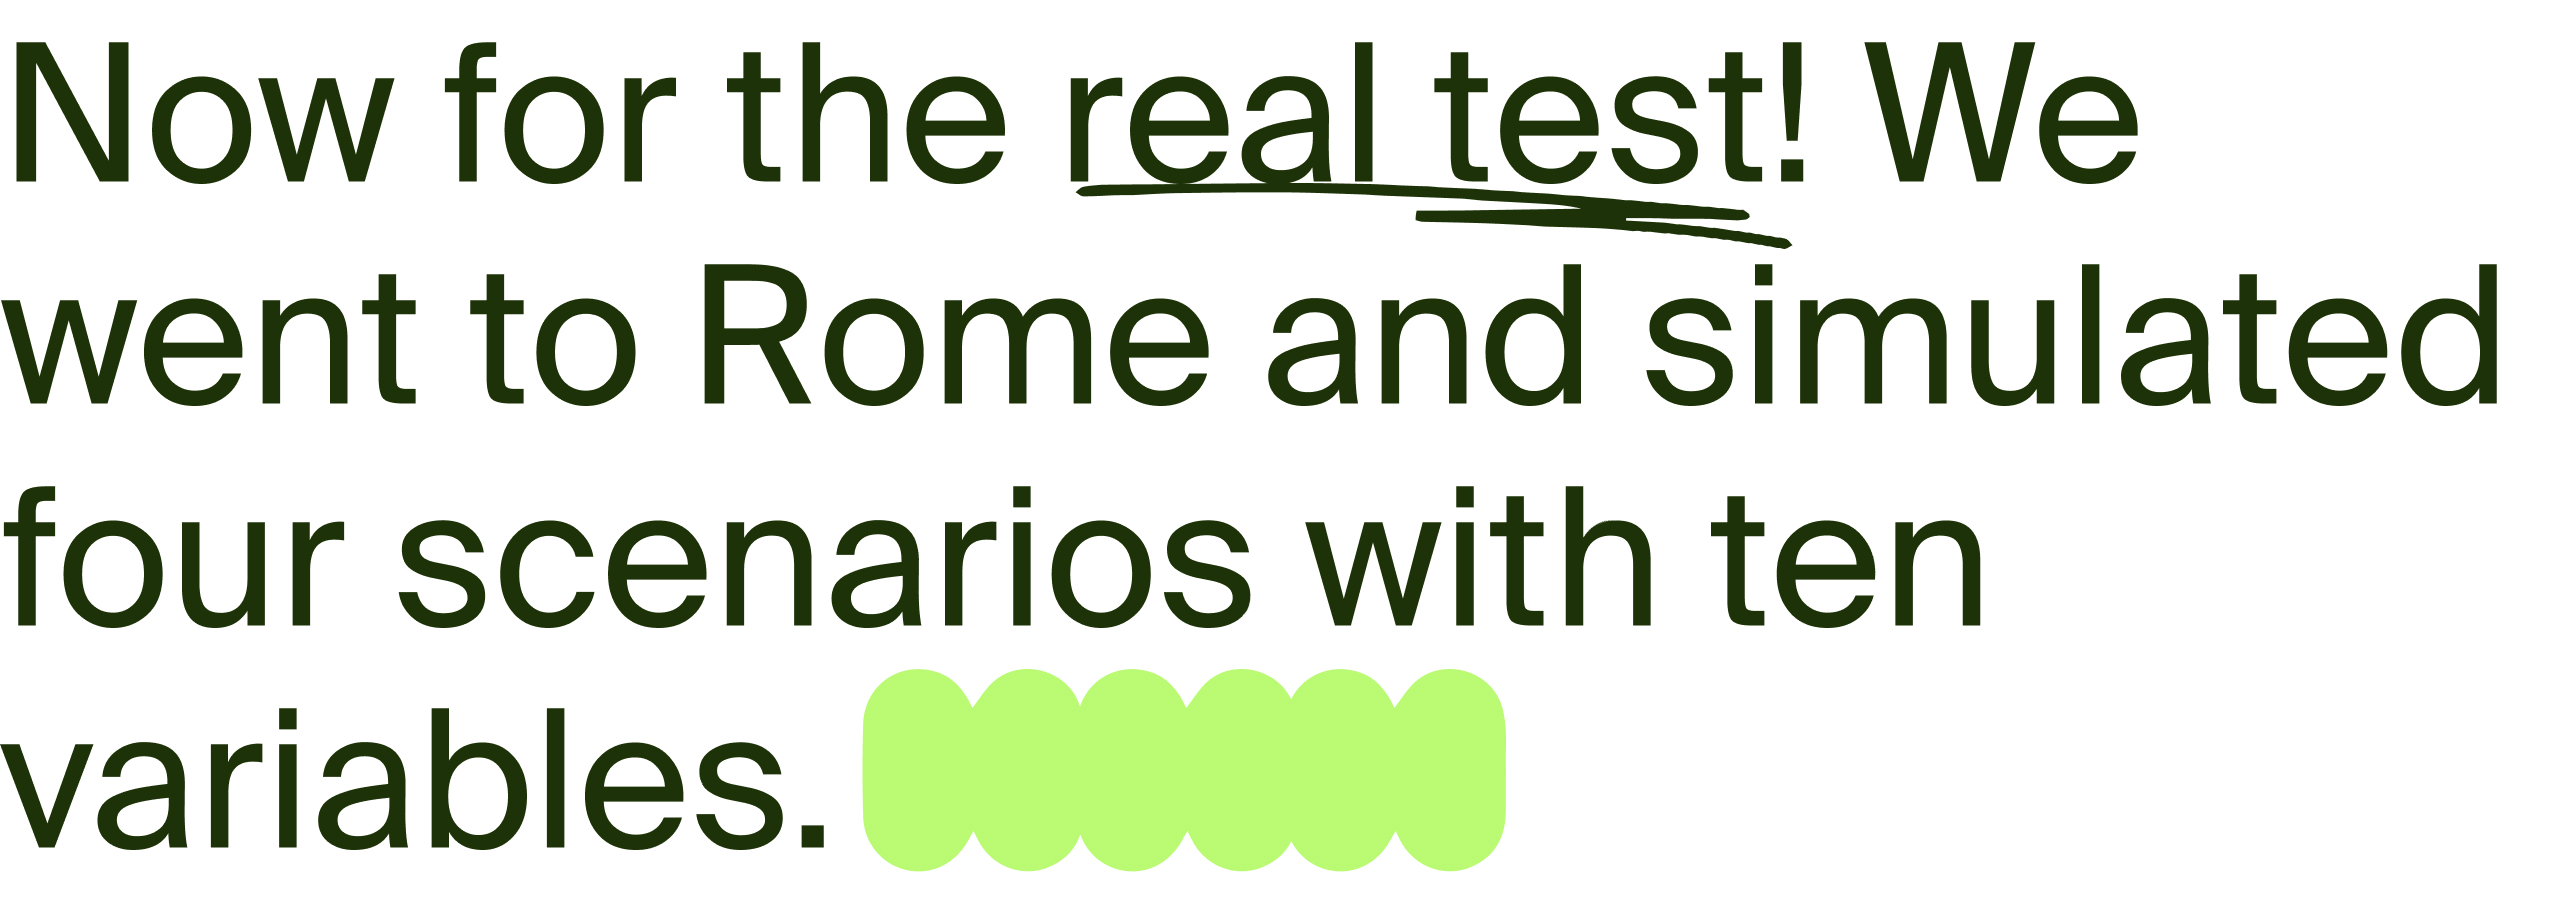 Now for the real test! We
went to Rome and simulated
four scenarios with ten
variables.